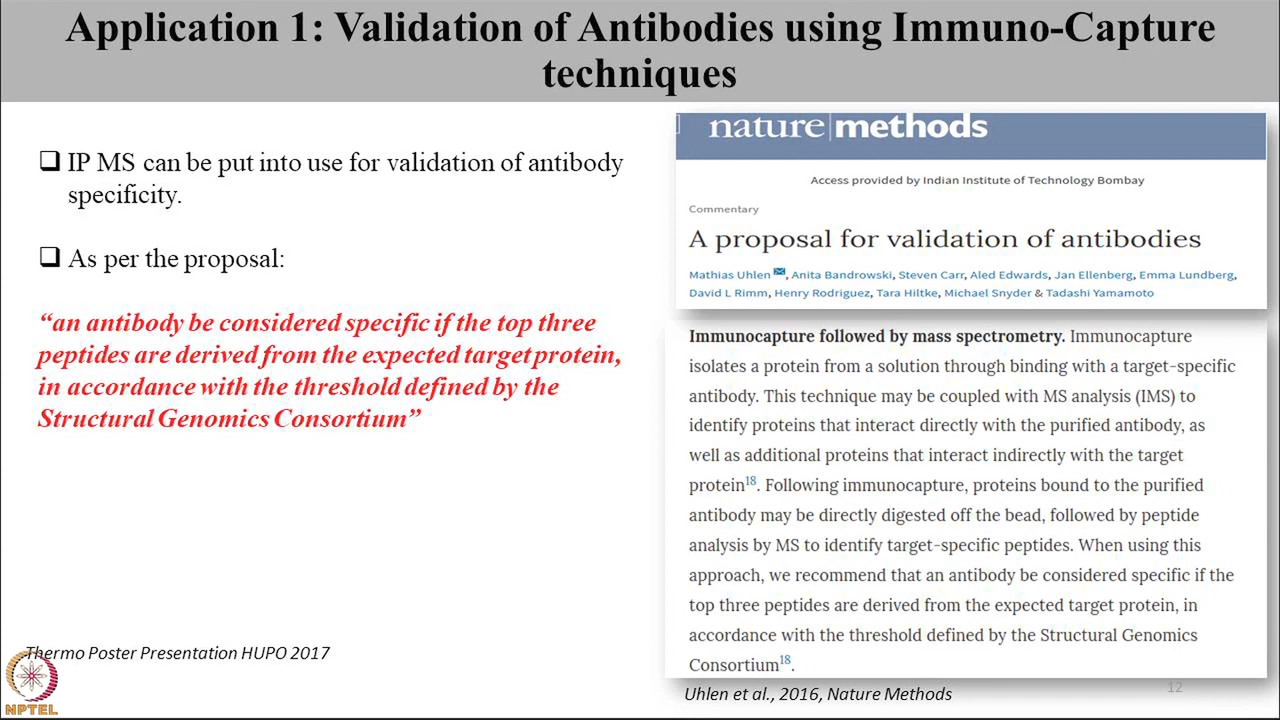 Application 1: Validation of Antibodies using Immuno-Capture
techniques
IP MS can be put into use for validation of antibody
specificity.
As per the proposal:
“an antibody be considered specific if the top three
peptides are derived from the expected target protein,
in accordance with the threshold defined by the
Structural Genomics Consortium”
Thermo Poster Presentation HUPO 2017
NPTEL
nature|methods
Access provided by Indian Institute of Technology Bombay
Commentary
A proposal for validation of antibodies
Mathias Uhlen, Anita Bandrowski, Steven Carr, Aled Edwards, Jan Ellenberg, Emma Lundberg,
David L Rimm, Henry Rodriguez, Tara Hiltke, Michael Snyder & Tadashi Yamamoto
Immunocapture followed by mass spectrometry. Immunocapture
isolates a protein from a solution through binding with a target-specific
antibody. This technique may be coupled with MS analysis (IMS) to
identify proteins that interact directly with the purified antibody, as
well as additional proteins that interact indirectly with the target
protein18. Following immunocapture, proteins bound to the purified
antibody may be directly digested off the bead, followed by peptide
analysis by MS to identify target-specific peptides. When using this
approach, we recommend that an antibody be considered specific if the
top three peptides are derived from the expected target protein, in
accordance with the threshold defined by the Structural Genomics
Consortium18.
Uhlen et al., 2016, Nature Methods
12